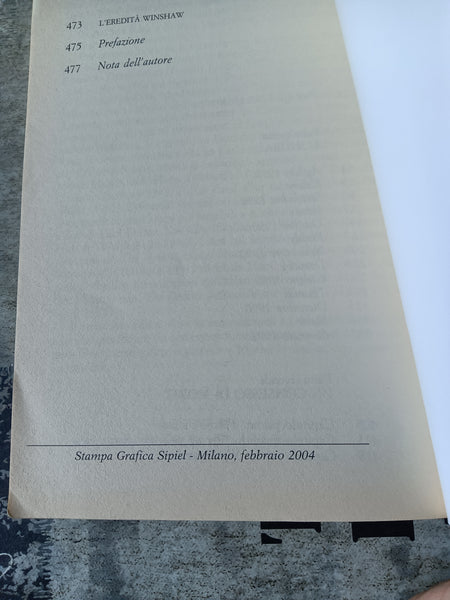 473 L'EREDITÀ WINSHAW
475 Prefazione
477 Nota dell'autore
Stampa Grafica Sipiel - Milano, febbraio 2004